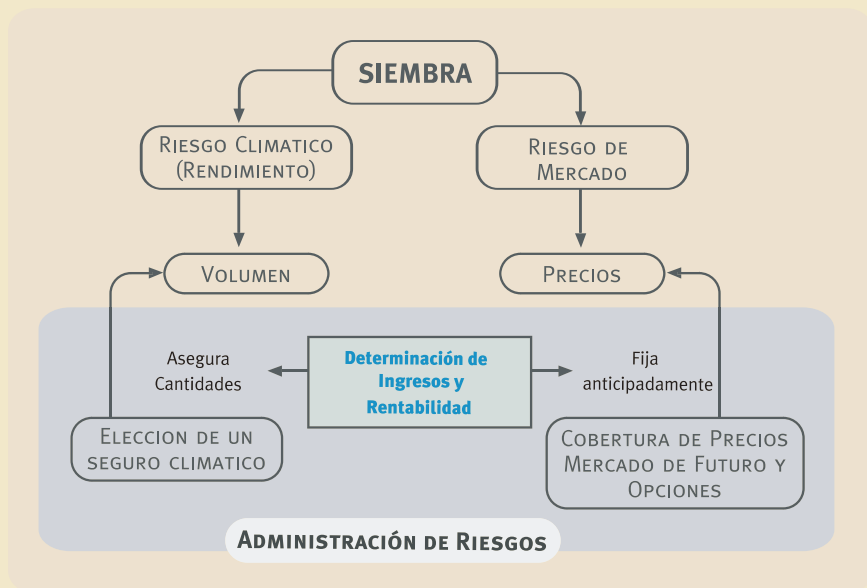 SIEMBRA
RIESGO CLIMATICO
(RENDIMIENTO)
RIESGO DE
MERCADO
VOLUMEN
PRECIOS
Asegura
Cantidades
Determinación de
Ingresos y
Rentabilidad
Fija
anticipadamente
ELECCION DE UN
SEGURO CLIMATICO
COBERTURA DE PRECIOS
MERCADO DE FUTURO Y
OPCIONES
ADMINISTRACIÓN DE RIESGOS